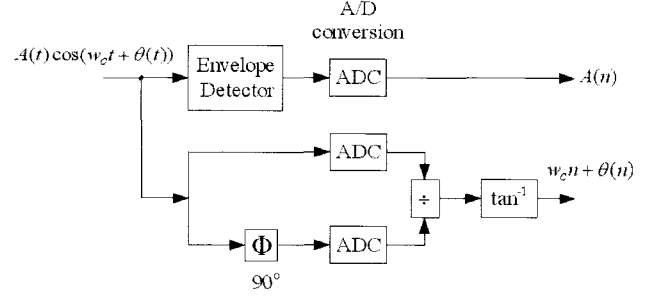 A/D
conversion
A(t)cos(w_c t + θ(t))
Envelope
Detector
ADC
A(n)
ADC
÷
tan⁻¹
w_c n + θ(n)
Φ
ADC
90°